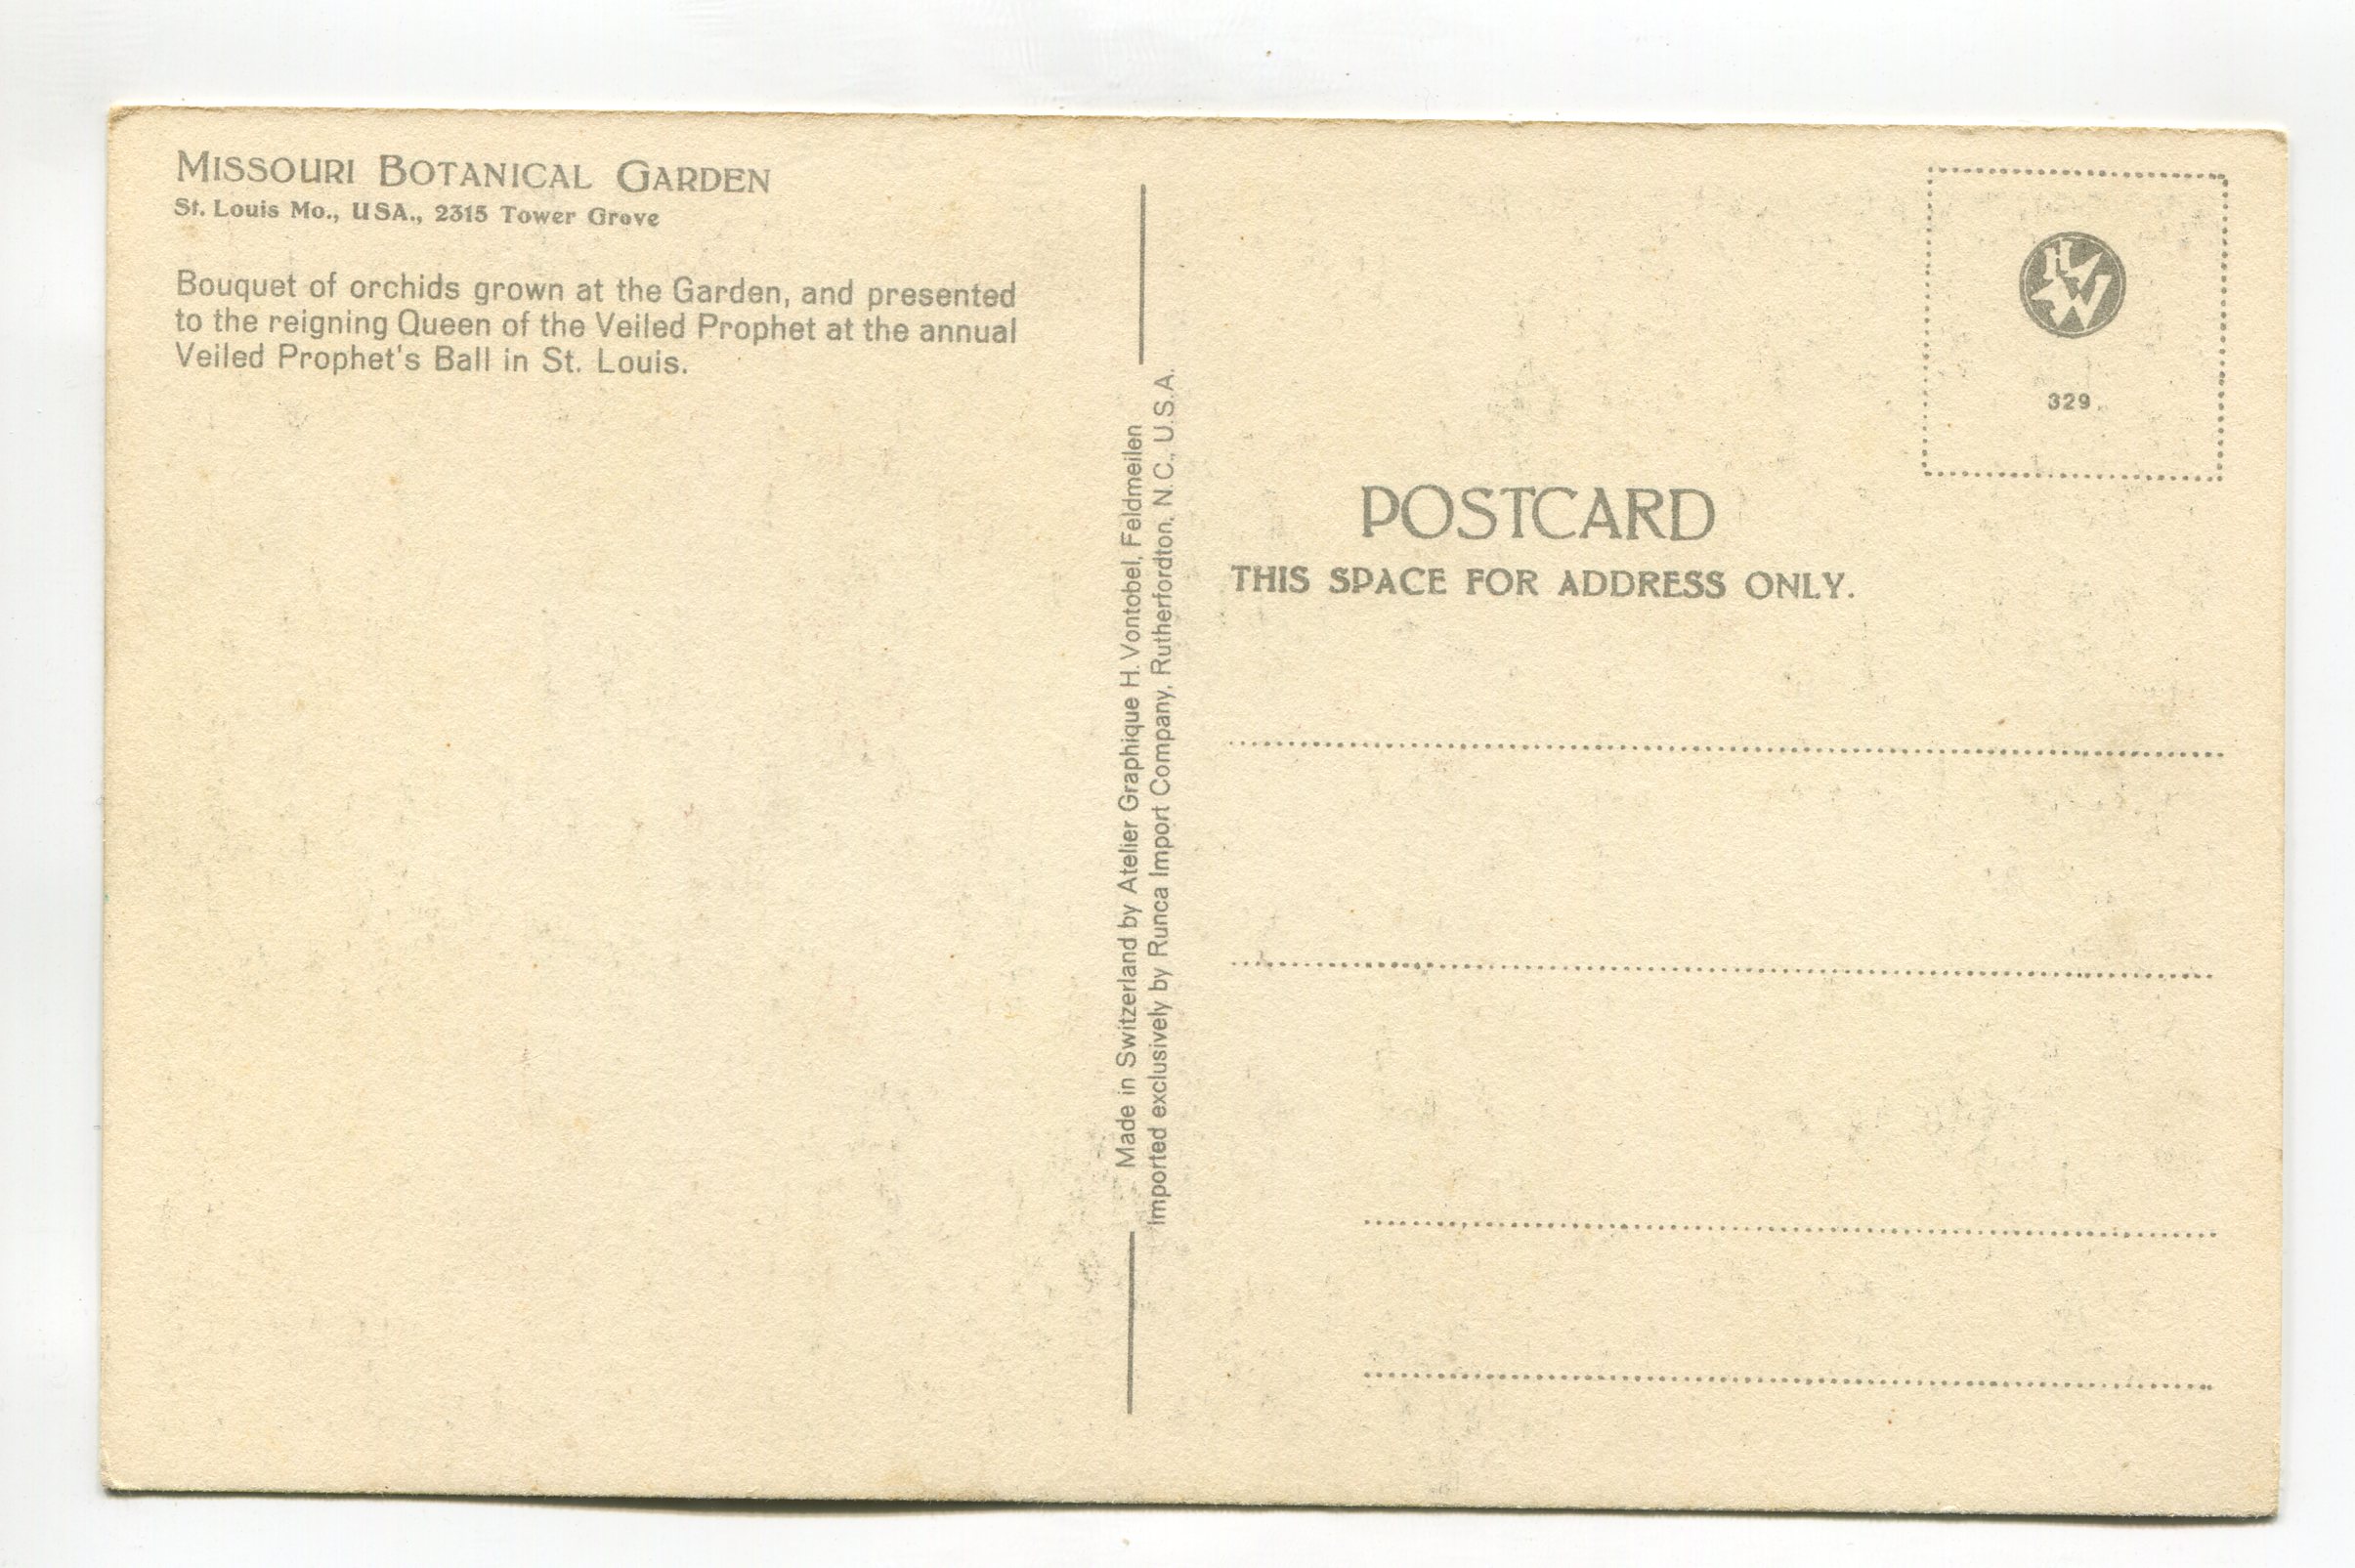 MISSOURI BOTANICAL GARDEN
St. Louis Mo., USA., 2315 Tower Grove
Bouquet of orchids grown at the Garden, and presented
to the reigning Queen of the Veiled Prophet at the annual
Veiled Prophet's Ball in St. Louis.
Made in Switzerland by Atelier Graphique H. Vontobel, Feldmeilen
Imported exclusively by Runca Import Company, Rutherfordton, N.C., U.S.A.
329
POSTCARD
THIS SPACE FOR ADDRESS ONLY.